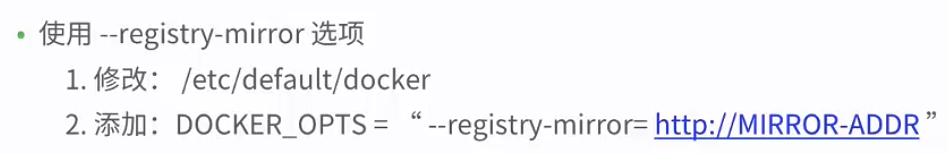 • 使用 --registry-mirror 选项
1. 修改： /etc/default/docker
2. 添加：DOCKER_OPTS = “ --registry-mirror= http://MIRROR-ADDR ”